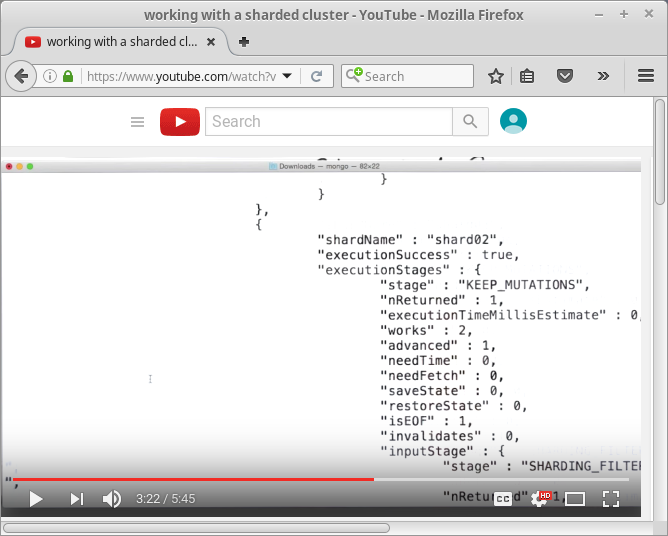 working with a sharded cluster - YouTube - Mozilla Firefox
working with a sharded cl...
https://www.youtube.com/watch?v
Search
Search
Downloads — mongo — 82×22
}
}
},
{
"shardName" : "shard02",
"executionSuccess" : true,
"executionStages" : {
"stage" : "KEEP_MUTATIONS",
"nReturned" : 1,
"executionTimeMillisEstimate" : 0,
"works" : 2,
"advanced" : 1,
"needTime" : 0,
"needFetch" : 0,
"saveState" : 0,
"restoreState" : 0,
"isEOF" : 1,
"invalidates" : 0,
"inputStage" : {
"stage" : "SHARDING_FILTER
"nReturned" : 1,
3:22 / 5:45
CC
HD